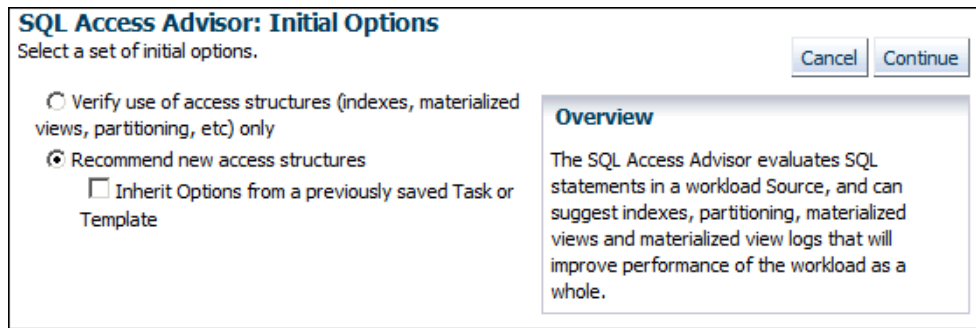 SQL Access Advisor: Initial Options
Select a set of initial options.
Cancel Continue
Verify use of access structures (indexes, materialized
views, partitioning, etc) only
Recommend new access structures
Inherit Options from a previously saved Task or
Template
Overview
The SQL Access Advisor evaluates SQL
statements in a workload Source, and can
suggest indexes, partitioning, materialized
views and materialized view logs that will
improve performance of the workload as a
whole.